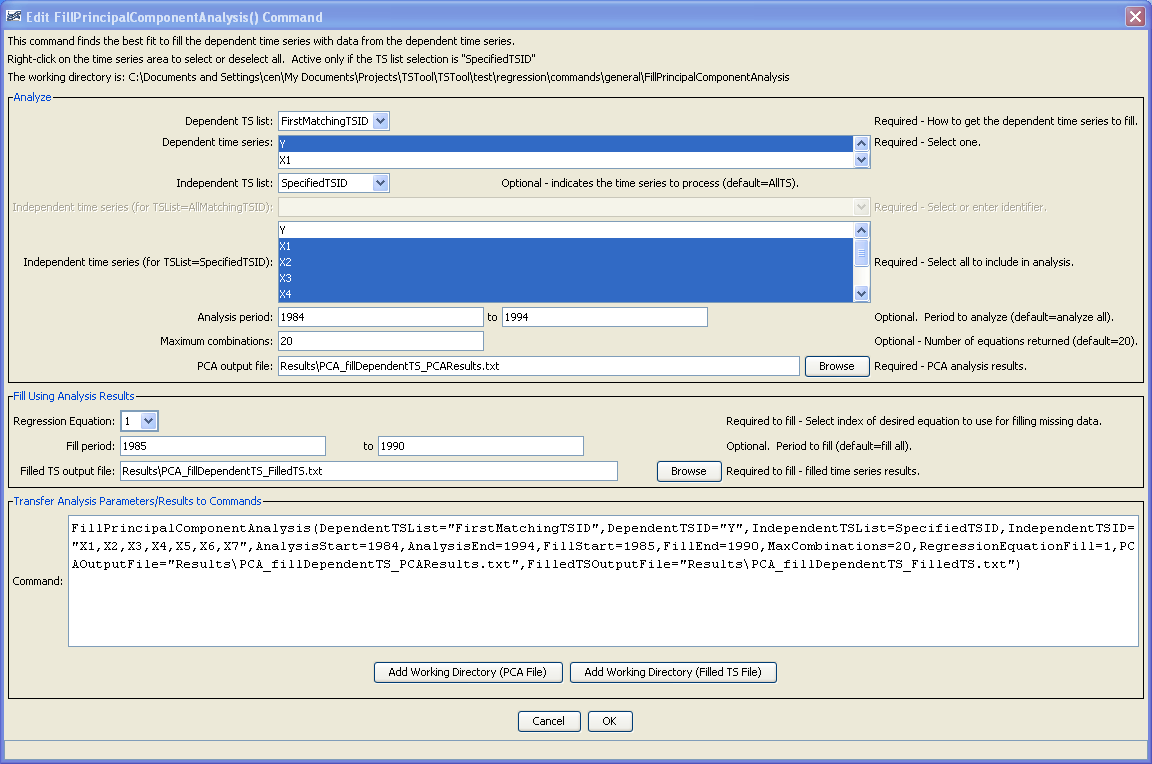 Edit FillPrincipalComponentAnalysis() Command
This command finds the best fit to fill the dependent time series with data from the dependent time series.
Right-click on the time series area to select or deselect all.  Active only if the TS list selection is "SpecifiedTSID"
The working directory is: C:\Documents and Settings\cen\My Documents\Projects\TSTool\TSTool\test\regression\commands\general\FillPrincipalComponentAnalysis
Analyze
Dependent TS list: FirstMatchingTSID Required - How to get the dependent time series to fill.
Dependent time series: Y Required - Select one.
X1
Independent TS list: SpecifiedTSID Optional - indicates the time series to process (default=AllTS).
Independent time series (for TSList=AllMatchingTSID): Required - Select or enter identifier.
Y
X1
Independent time series (for TSList=SpecifiedTSID): X2 Required - Select all to include in analysis.
X3
X4
Analysis period: 1984 to 1994 Optional.  Period to analyze (default=analyze all).
Maximum combinations: 20 Optional - Number of equations returned (default=20).
PCA output file: Results\PCA_fillDependentTS_PCAResults.txt Browse Required - PCA analysis results.
Fill Using Analysis Results
Regression Equation: 1 Required to fill - Select index of desired equation to use for filling missing data.
Fill period: 1985 to 1990 Optional.  Period to fill (default=fill all).
Filled TS output file: Results\PCA_fillDependentTS_FilledTS.txt Browse Required to fill - filled time series results.
Transfer Analysis Parameters/Results to Commands
FillPrincipalComponentAnalysis(DependentTSList="FirstMatchingTSID",DependentTSID="Y",IndependentTSList=SpecifiedTSID,IndependentTSID=
"X1,X2,X3,X4,X5,X6,X7",AnalysisStart=1984,AnalysisEnd=1994,FillStart=1985,FillEnd=1990,MaxCombinations=20,RegressionEquationFill=1,PC
AOutputFile="Results\PCA_fillDependentTS_PCAResults.txt",FilledTSOutputFile="Results\PCA_fillDependentTS_FilledTS.txt")
Command:
Add Working Directory (PCA File) Add Working Directory (Filled TS File)
Cancel OK